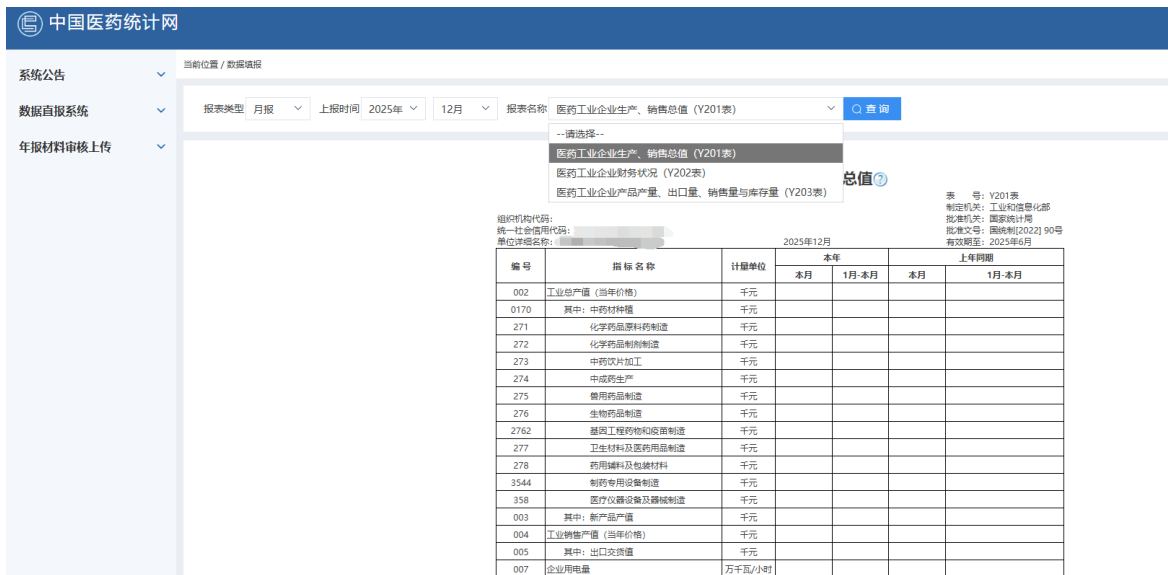 中国医药统计网
系统公告
数据直报系统
年报材料审核上传
当前位置 / 数据填报
报表类型 月报 上报时间 2025年 12月 报表名称 医药工业企业生产、销售总值（Y201表） 查询
--请选择--
医药工业企业生产、销售总值（Y201表）
医药工业企业财务状况（Y202表）
医药工业企业产品产量、出口量、销售量与库存量（Y203表）
总值?
表 号：Y201表
制定机关：工业和信息化部
批准机关：国家统计局
批准文号：国统制[2022] 90号
有效期至：2025年6月
组织机构代码：
统一社会信用代码：
单位详细名称：
2025年12月
编 号 指 标 名 称 计量单位 本年 上年同期
本月 1月-本月 本月 1月-本月
002 工业总产值（当年价格） 千元
0170 其中：中药材种植 千元
271 化学药品原料药制造 千元
272 化学药品制剂制造 千元
273 中药饮片加工 千元
274 中成药生产 千元
275 兽用药品制造 千元
276 生物药品制造 千元
2762 基因工程药物和疫苗制造 千元
277 卫生材料及医药用品制造 千元
278 药用辅料及包装材料 千元
3544 制药专用设备制造 千元
358 医疗仪器设备及器械制造 千元
003 其中：新产品产值 千元
004 工业销售产值（当年价格） 千元
005 其中：出口交货值 千元
007 企业用电量 万千瓦/小时